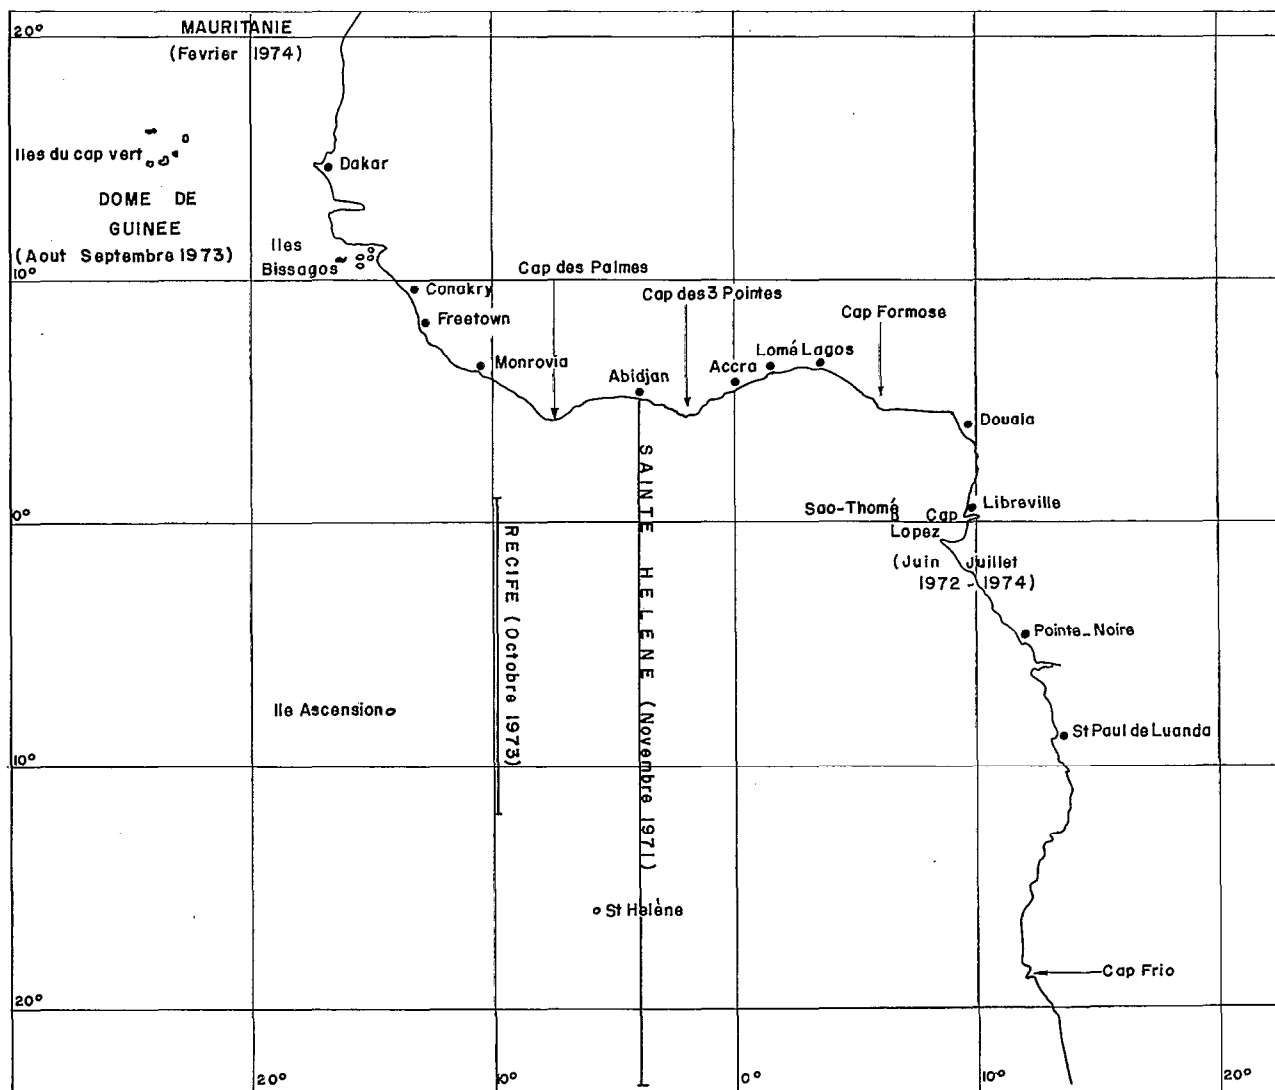 20°
MAURITANIE
(Fevrier 1974)
Iles du cap vert
Dakar
DOME DE
GUINEE
(Aout Septembre 1973)
Iles
Bissagos
10°
Cap des Palmes
Conakry
Cap des 3 Pointes
Freetown
Cap Formose
Monrovia
Lomé
Lagos
Accra
Abidjan
Douala
SAINTE HELENE (Novembre 1971)
0°
RECIFE (Octobre 1973)
Sao-Thomé
Cap
Lopez
Libreville
(Juin Juillet
1972 - 1974)
Pointe_Noire
Ile Ascension
St Paul de Luanda
10°
St Helène
Cap Frio
20°
20°
10°
0°
10°
20°